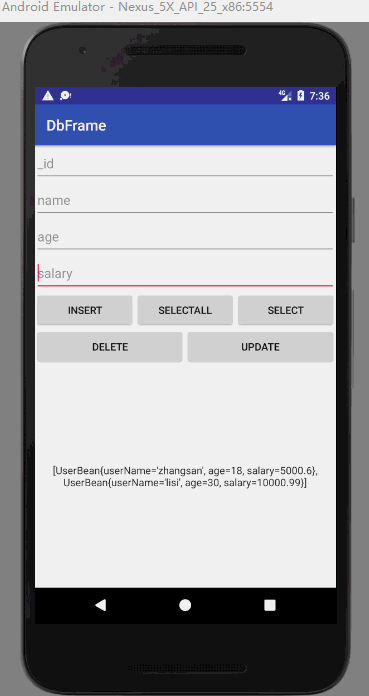 Android Emulator - Nexus_5X_API_25_x86:5554
4G 7:36
DbFrame
_id
name
age
salary
INSERT SELECTALL SELECT
DELETE UPDATE
[UserBean{userName='zhangsan', age=18, salary=5000.6},
UserBean{userName='lisi', age=30, salary=10000.99}]